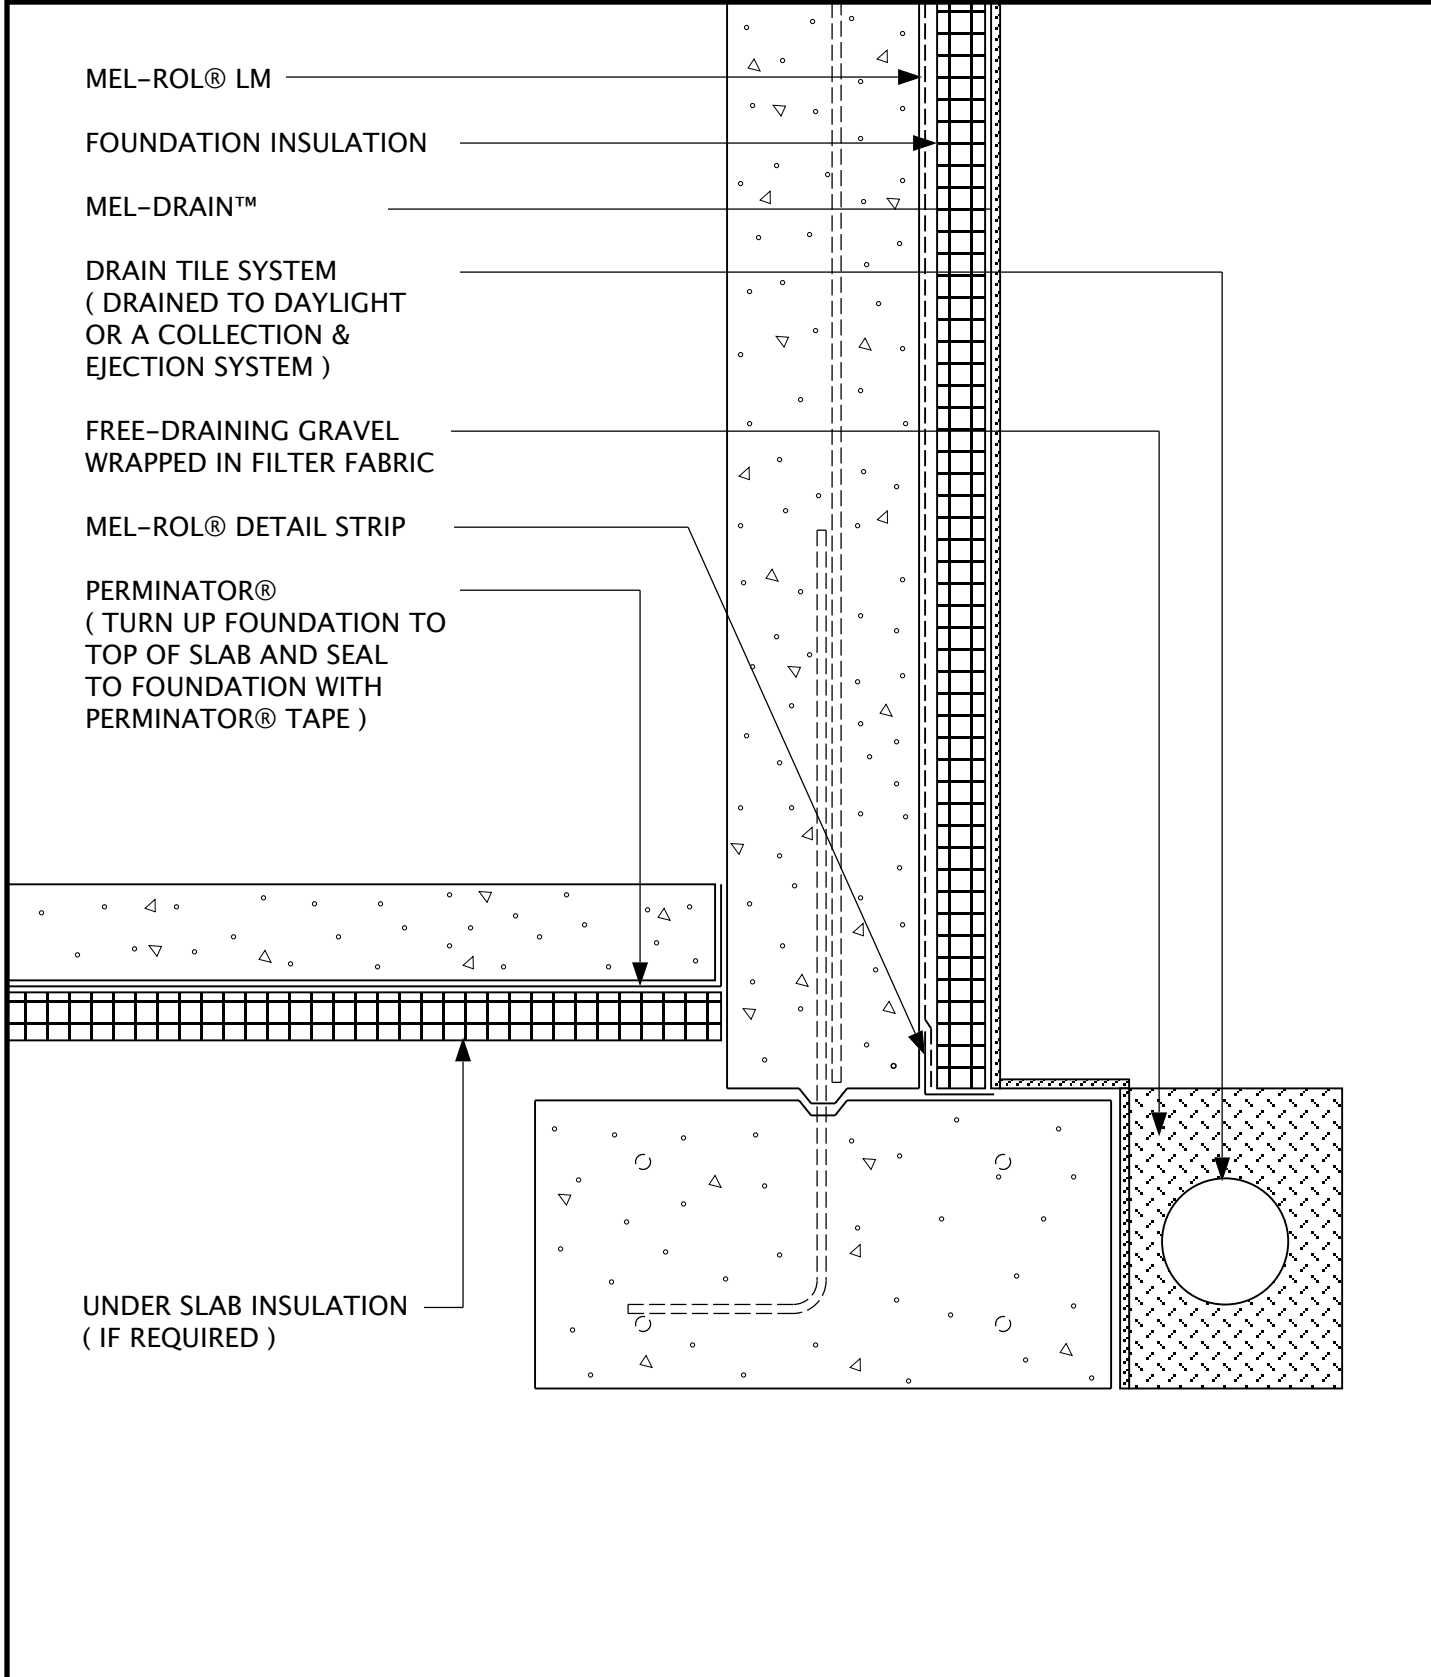 MEL-ROL® LM
FOUNDATION INSULATION
MEL-DRAIN™
DRAIN TILE SYSTEM
( DRAINED TO DAYLIGHT
OR A COLLECTION &
EJECTION SYSTEM )
FREE-DRAINING GRAVEL
WRAPPED IN FILTER FABRIC
MEL-ROL® DETAIL STRIP
PERMINATOR®
( TURN UP FOUNDATION TO
TOP OF SLAB AND SEAL
TO FOUNDATION WITH
PERMINATOR® TAPE )
UNDER SLAB INSULATION
( IF REQUIRED )